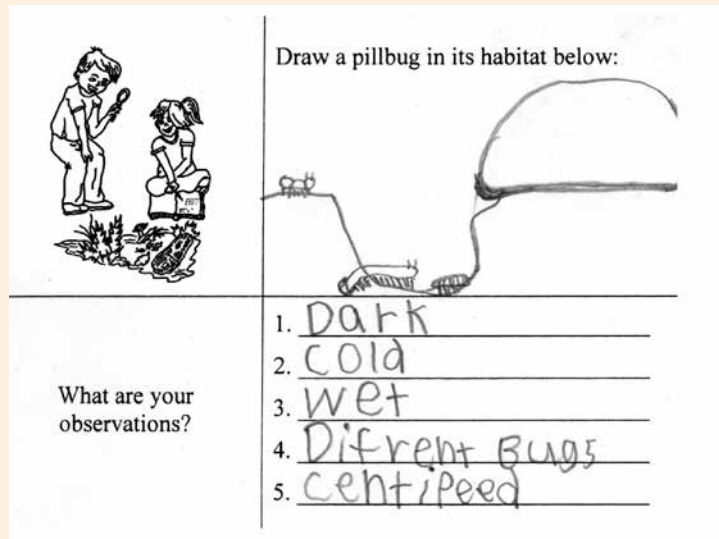 Draw a pillbug in its habitat below:
What are your
observations?
1. Dark
2. cold
3. wet
4. Difrent Bugs
5. centipeed